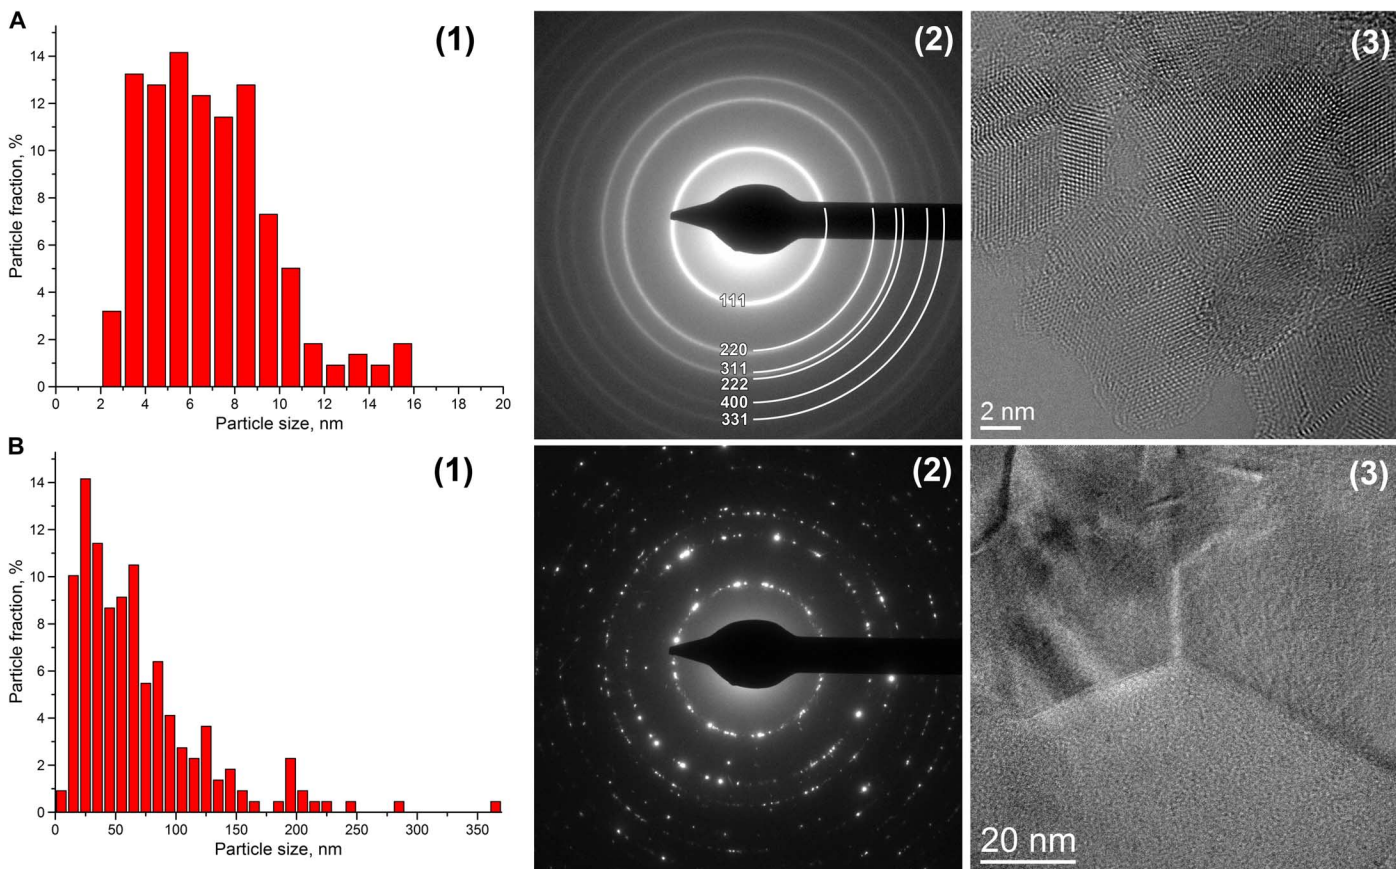 A
(1)
14
12
10
8
6
4
2
0
Particle fraction, %
0 2 4 6 8 10 12 14 16 18 20
Particle size, nm
(2)
111
220
311
222
400
331
(3)
2 nm
B
(1)
14
12
10
8
6
4
2
0
Particle fraction, %
0 50 100 150 200 250 300 350
Particle size, nm
(2)
(3)
20 nm